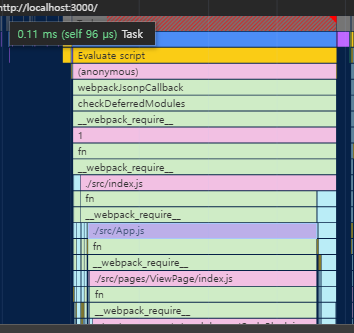 http://localhost:3000/
0.11 ms (self 96 µs) Task
Evaluate script
(anonymous)
webpackJsonpCallback
checkDeferredModules
__webpack_require__
1
fn
__webpack_require__
./src/index.js
fn
__webpack_require__
./src/App.js
fn
__webpack_require__
./src/pages/ViewPage/index.js
fn
__webpack_require__